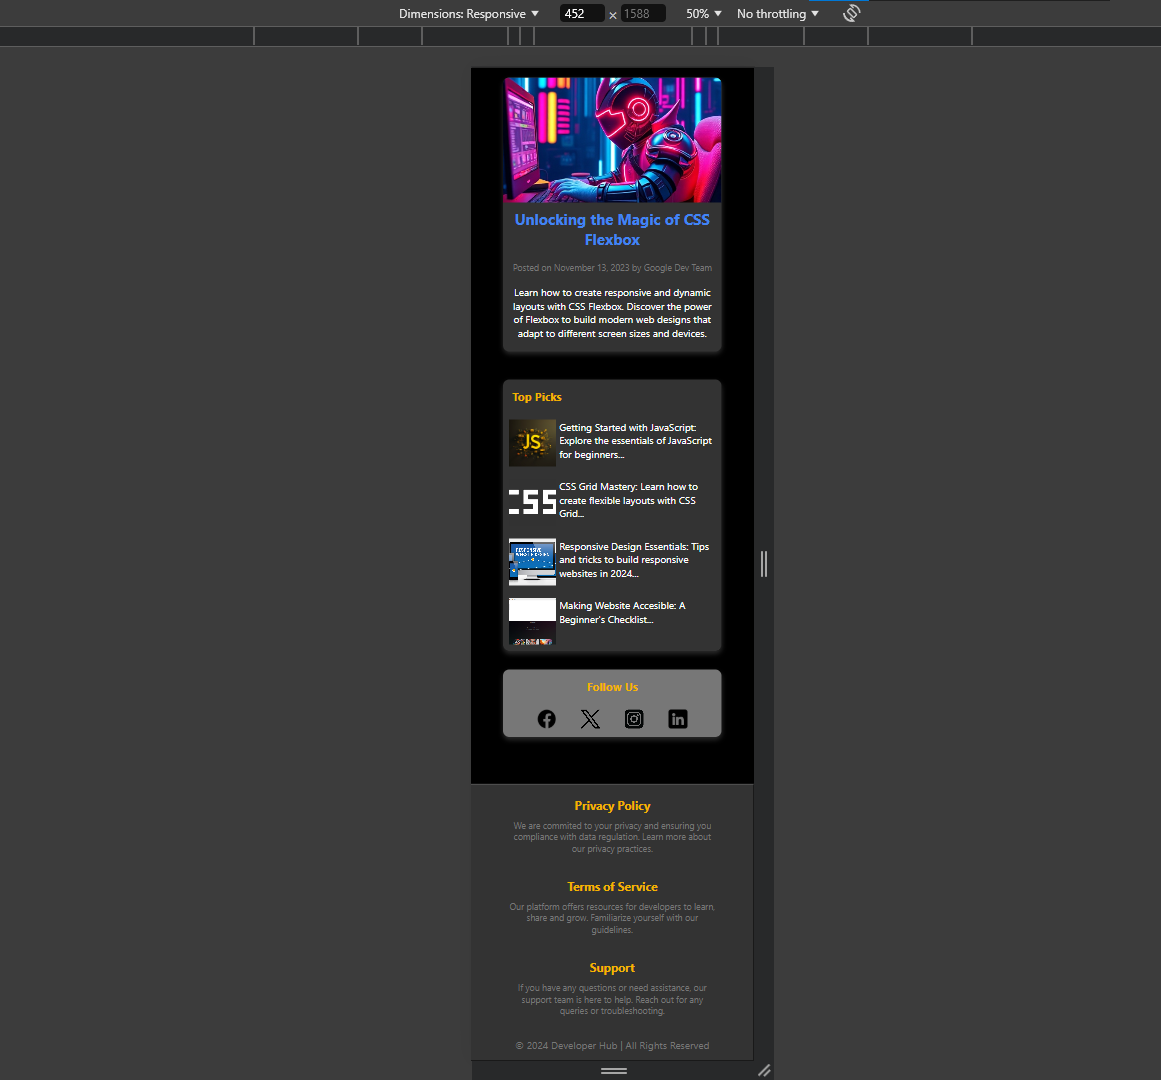 Dimensions: Responsive 452 × 1588 50% No throttling
Unlocking the Magic of CSS
Flexbox
Posted on November 13, 2023 by Google Dev Team
Learn how to create responsive and dynamic
layouts with CSS Flexbox. Discover the power
of Flexbox to build modern web designs that
adapt to different screen sizes and devices.
Top Picks
JS
Getting Started with JavaScript:
Explore the essentials of JavaScript
for beginners...
CSS
CSS Grid Mastery: Learn how to
create flexible layouts with CSS
Grid...
RESPONSIVE
WEBSITE DESIGN
Responsive Design Essentials: Tips
and tricks to build responsive
websites in 2024...
Making Website Accesible: A
Beginner's Checklist...
Follow Us
Privacy Policy
We are commited to your privacy and ensuring you
compliance with data regulation. Learn more about
our privacy practices.
Terms of Service
Our platform offers resources for developers to learn,
share and grow. Familiarize yourself with our
guidelines.
Support
If you have any questions or need assistance, our
support team is here to help. Reach out for any
queries or troubleshooting.
© 2024 Developer Hub | All Rights Reserved